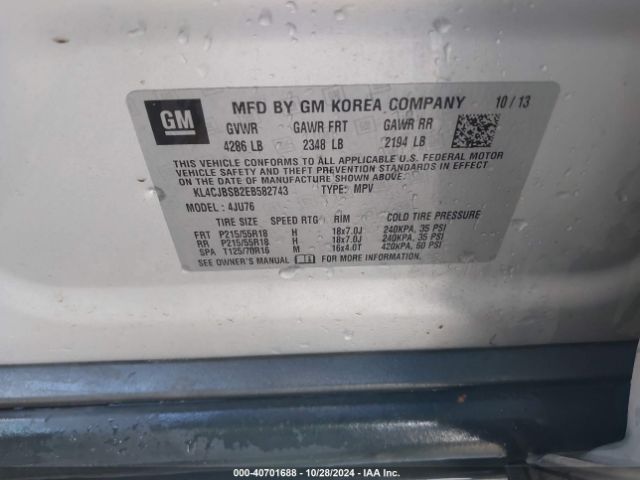 GM
MFD BY GM KOREA COMPANY 10/13
GVWR GAWR FRT GAWR RR
4286 LB 2348 LB 2194 LB
THIS VEHICLE CONFORMS TO ALL APPLICABLE U.S. FEDERAL MOTOR
VEHICLE SAFETY AND THEFT PREVENTION STANDARDS IN EFFECT
ON THE DATE OF MANUFACTURE SHOWN ABOVE.
KL4CJBSB2EB582743 TYPE: MPV
MODEL: 4JU76
TIRE SIZE SPEED RTG RIM COLD TIRE PRESSURE
FRT P215/55R18 H 18x7.0J 240KPA, 35 PSI
RR P215/55R18 H 18x7.0J 240KPA, 35 PSI
SPA T125/70R16 M 16x4.0T 420KPA, 60 PSI
SEE OWNER'S MANUAL FOR ADDITIONAL INFORMATION.
000-40701688 - 10/28/2024 - IAA Inc.